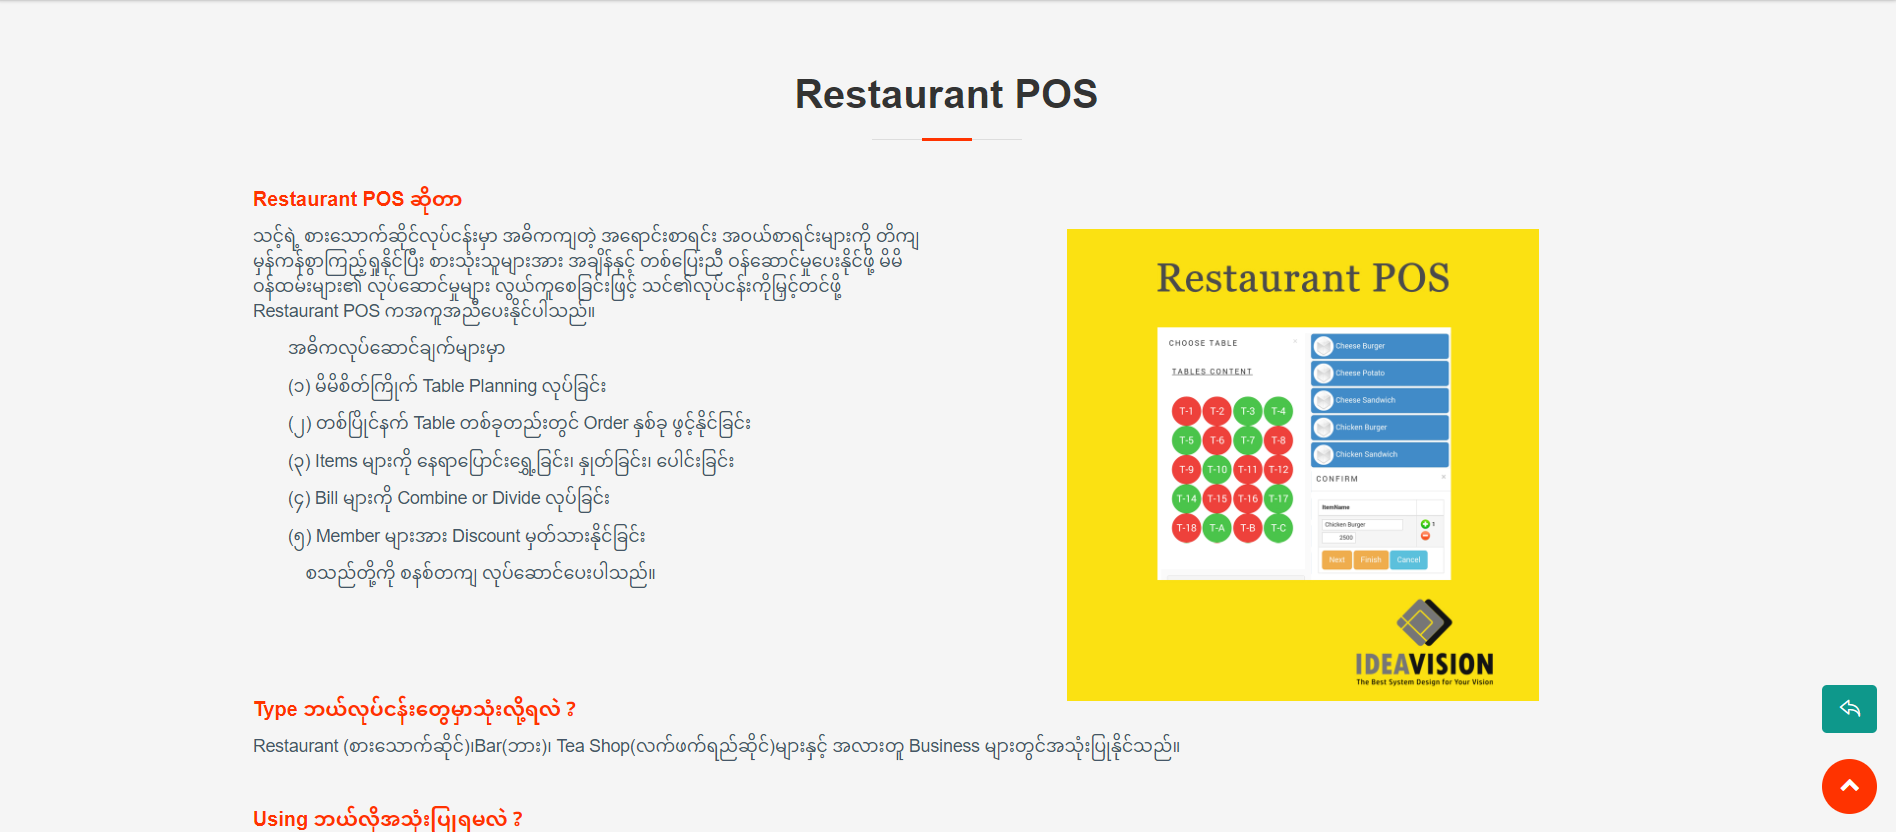 Restaurant POS
Restaurant POS ဆိုတာ
သင့်ရဲ့ စားသောက်ဆိုင်လုပ်ငန်းမှာ အဓိကကျတဲ့ အရောင်းစာရင်း အဝယ်စာရင်းများကို တိကျ
မှန်ကန်စွာကြည့်ရှုနိုင်ပြီး စားသုံးသူများအား အချိန်နှင့် တစ်ပြေးညီ ဝန်ဆောင်မှုပေးနိုင်ဖို့ မိမိ
ဝန်ထမ်းများ၏ လုပ်ဆောင်မှုများ လွယ်ကူစေခြင်းဖြင့် သင်၏လုပ်ငန်းကိုမြှင့်တင်ဖို့
Restaurant POS ကအကူအညီပေးနိုင်ပါသည်။
အဓိကလုပ်ဆောင်ချက်များမှာ
(၁) မိမိစိတ်ကြိုက် Table Planning လုပ်ခြင်း
(၂) တစ်ပြိုင်နက် Table တစ်ခုတည်းတွင် Order နှစ်ခု ဖွင့်နိုင်ခြင်း
(၃) Items များကို နေရာပြောင်းရွှေ့ခြင်း၊ နှုတ်ခြင်း၊ ပေါင်းခြင်း
(၄) Bill များကို Combine or Divide လုပ်ခြင်း
(၅) Member များအား Discount မှတ်သားနိုင်ခြင်း
စသည်တို့ကို စနစ်တကျ လုပ်ဆောင်ပေးပါသည်။
Restaurant POS
CHOOSE TABLE
×
TABLES CONTENT
T-1 T-2 T-3 T-4
T-5 T-6 T-7 T-8
T-9 T-10 T-11 T-12
T-14 T-15 T-16 T-17
T-18 T-A T-B T-C
Cheese Burger
Cheese Potato
Cheese Sandwich
Chicken Burger
Chicken Sandwich
CONFIRM
×
ItemName
Chicken Burger
1
2500
Next Finish Cancel
IDEAVISION
The Best System Design for Your Vision
Type ဘယ်လုပ်ငန်းတွေမှာသုံးလို့ရလဲ ?
Restaurant (စားသောက်ဆိုင်)၊Bar(ဘား)၊ Tea Shop(လက်ဖက်ရည်ဆိုင်)များနှင့် အလားတူ Business များတွင်အသုံးပြုနိုင်သည်။
Using ဘယ်လိုအသုံးပြုရမလဲ ?